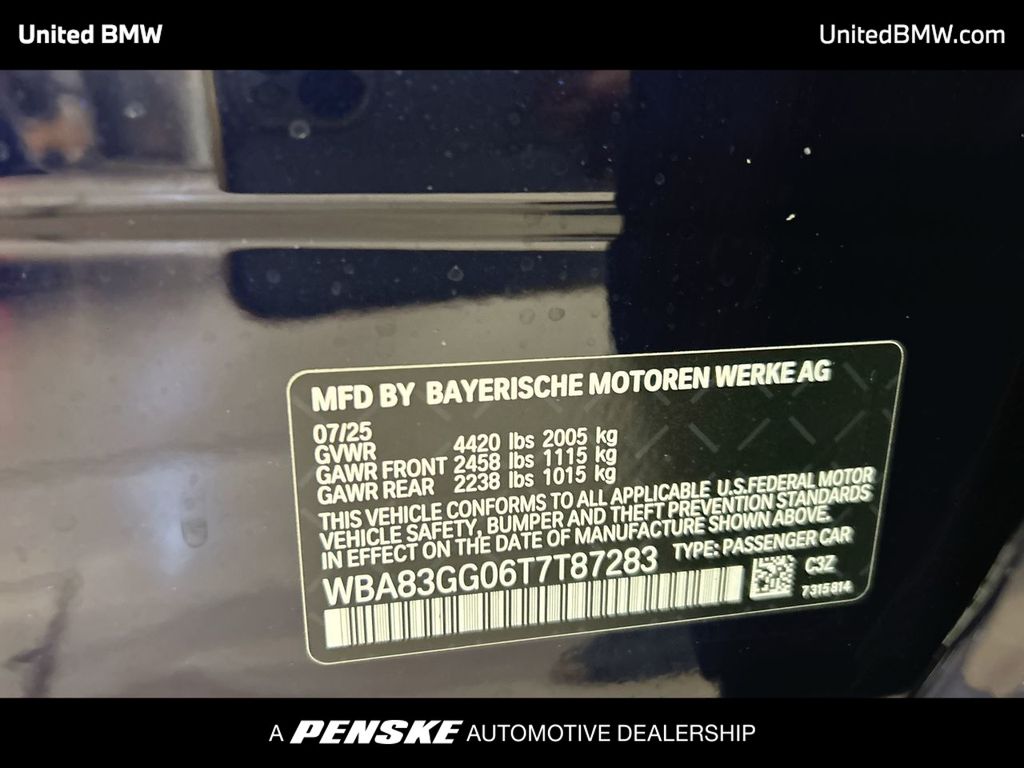 United BMW
UnitedBMW.com
MFD BY BAYERISCHE MOTOREN WERKE AG
07/25
GVWR 4420 lbs 2005 kg
GAWR FRONT 2458 lbs 1115 kg
GAWR REAR 2238 lbs 1015 kg
THIS VEHICLE CONFORMS TO ALL APPLICABLE U.S.FEDERAL MOTOR
VEHICLE SAFETY, BUMPER AND THEFT PREVENTION STANDARDS
IN EFFECT ON THE DATE OF MANUFACTURE SHOWN ABOVE.
WBA83GG06T7T87283 TYPE: PASSENGER CAR
C3Z
7315814
A PENSKE AUTOMOTIVE DEALERSHIP